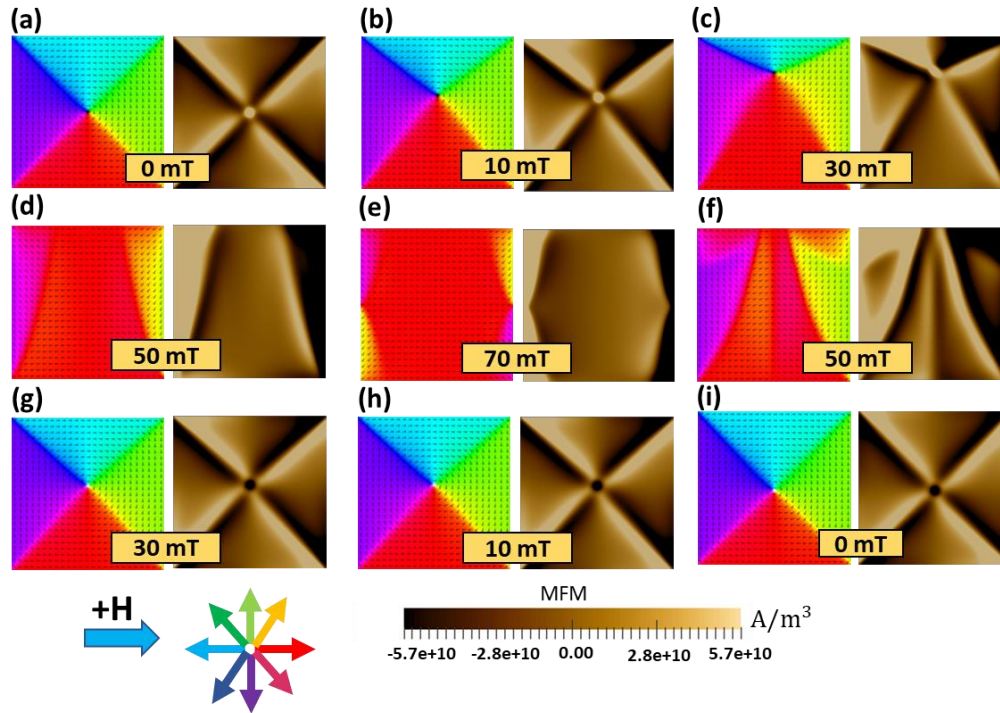 (a) (b) (c)
0 mT 10 mT 30 mT
(d) (e) (f)
50 mT 70 mT 50 mT
(g) (h) (i)
30 mT 10 mT 0 mT
+H
MFM
A/m³
-5.7e+10 -2.8e+10 0.00 2.8e+10 5.7e+10